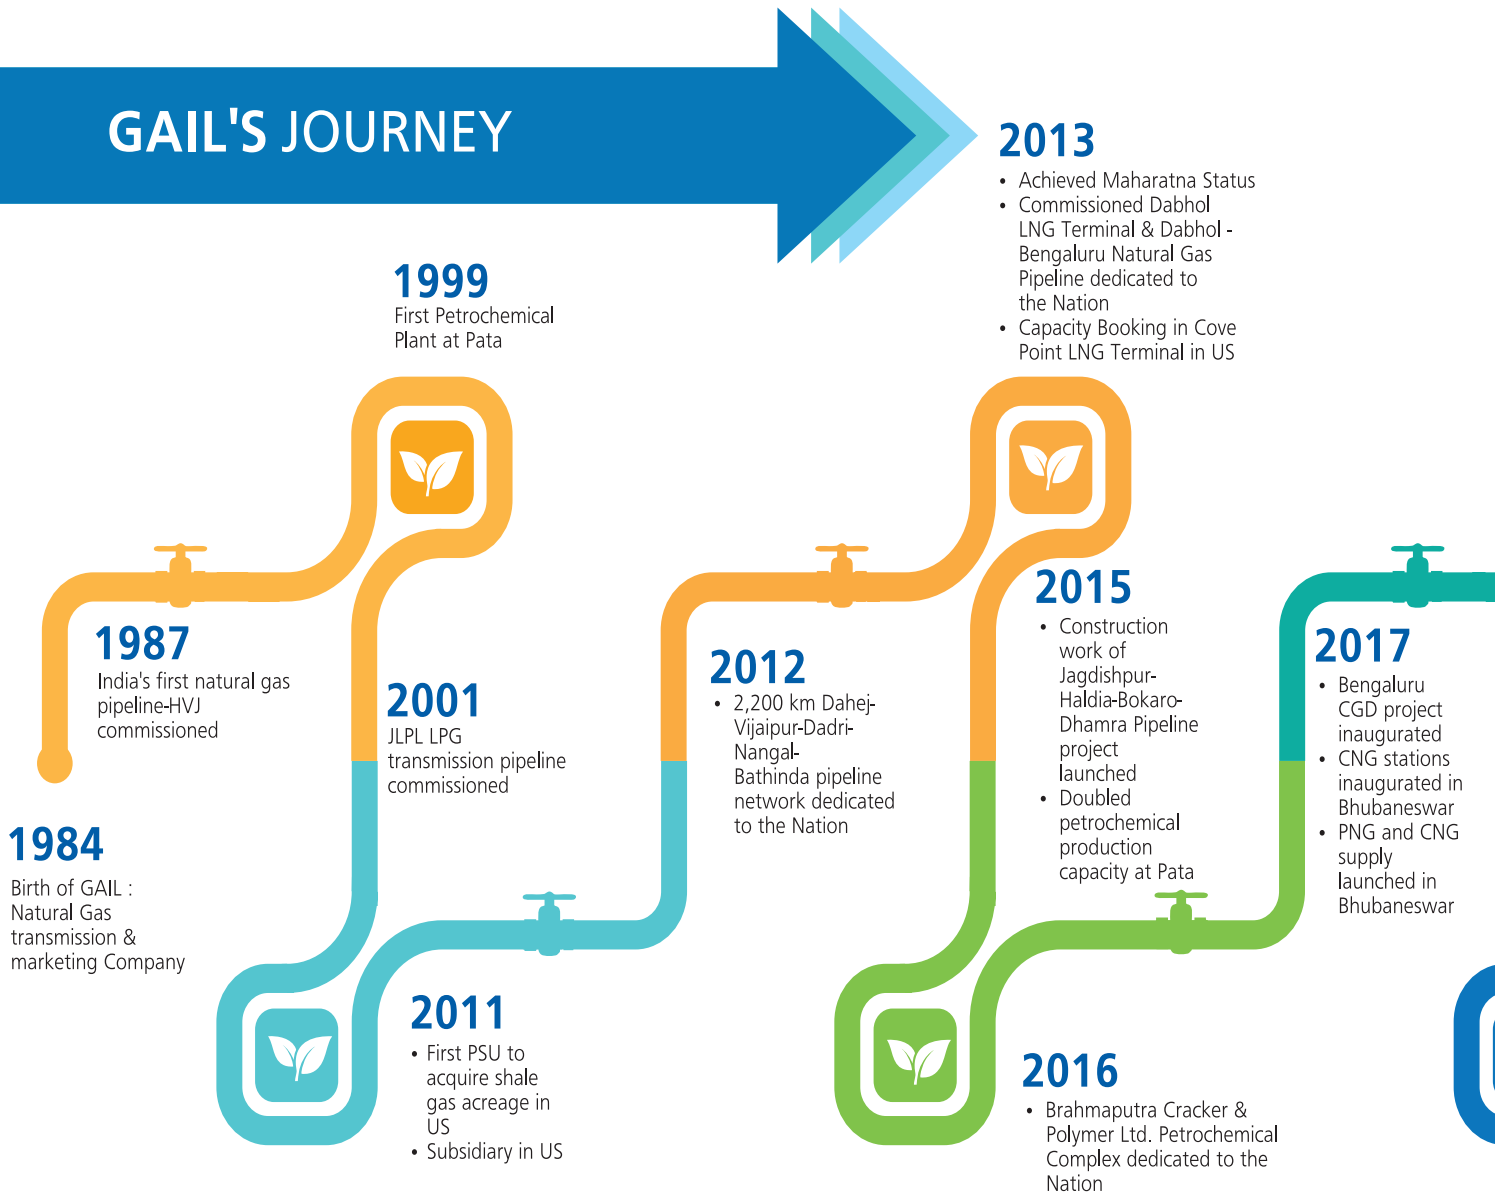 GAIL'S JOURNEY
1984
Birth of GAIL :
Natural Gas
transmission &
marketing Company
1987
India's first natural gas
pipeline-HVJ
commissioned
1999
First Petrochemical
Plant at Pata
2001
JLPL LPG
transmission pipeline
commissioned
2011
• First PSU to
acquire shale
gas acreage in
US
• Subsidiary in US
2012
• 2,200 km Dahej-
Vijaipur-Dadri-
Nangal-
Bathinda pipeline
network dedicated
to the Nation
2013
• Achieved Maharatna Status
• Commissioned Dabhol
LNG Terminal & Dabhol -
Bengaluru Natural Gas
Pipeline dedicated to
the Nation
• Capacity Booking in Cove
Point LNG Terminal in US
2015
• Construction
work of
Jagdishpur-
Haldia-Bokaro-
Dhamra Pipeline
project
launched
• Doubled
petrochemical
production
capacity at Pata
2016
• Brahmaputra Cracker &
Polymer Ltd. Petrochemical
Complex dedicated to the
Nation
2017
• Bengaluru
CGD project
inaugurated
• CNG stations
inaugurated in
Bhubaneswar
• PNG and CNG
supply
launched in
Bhubaneswar